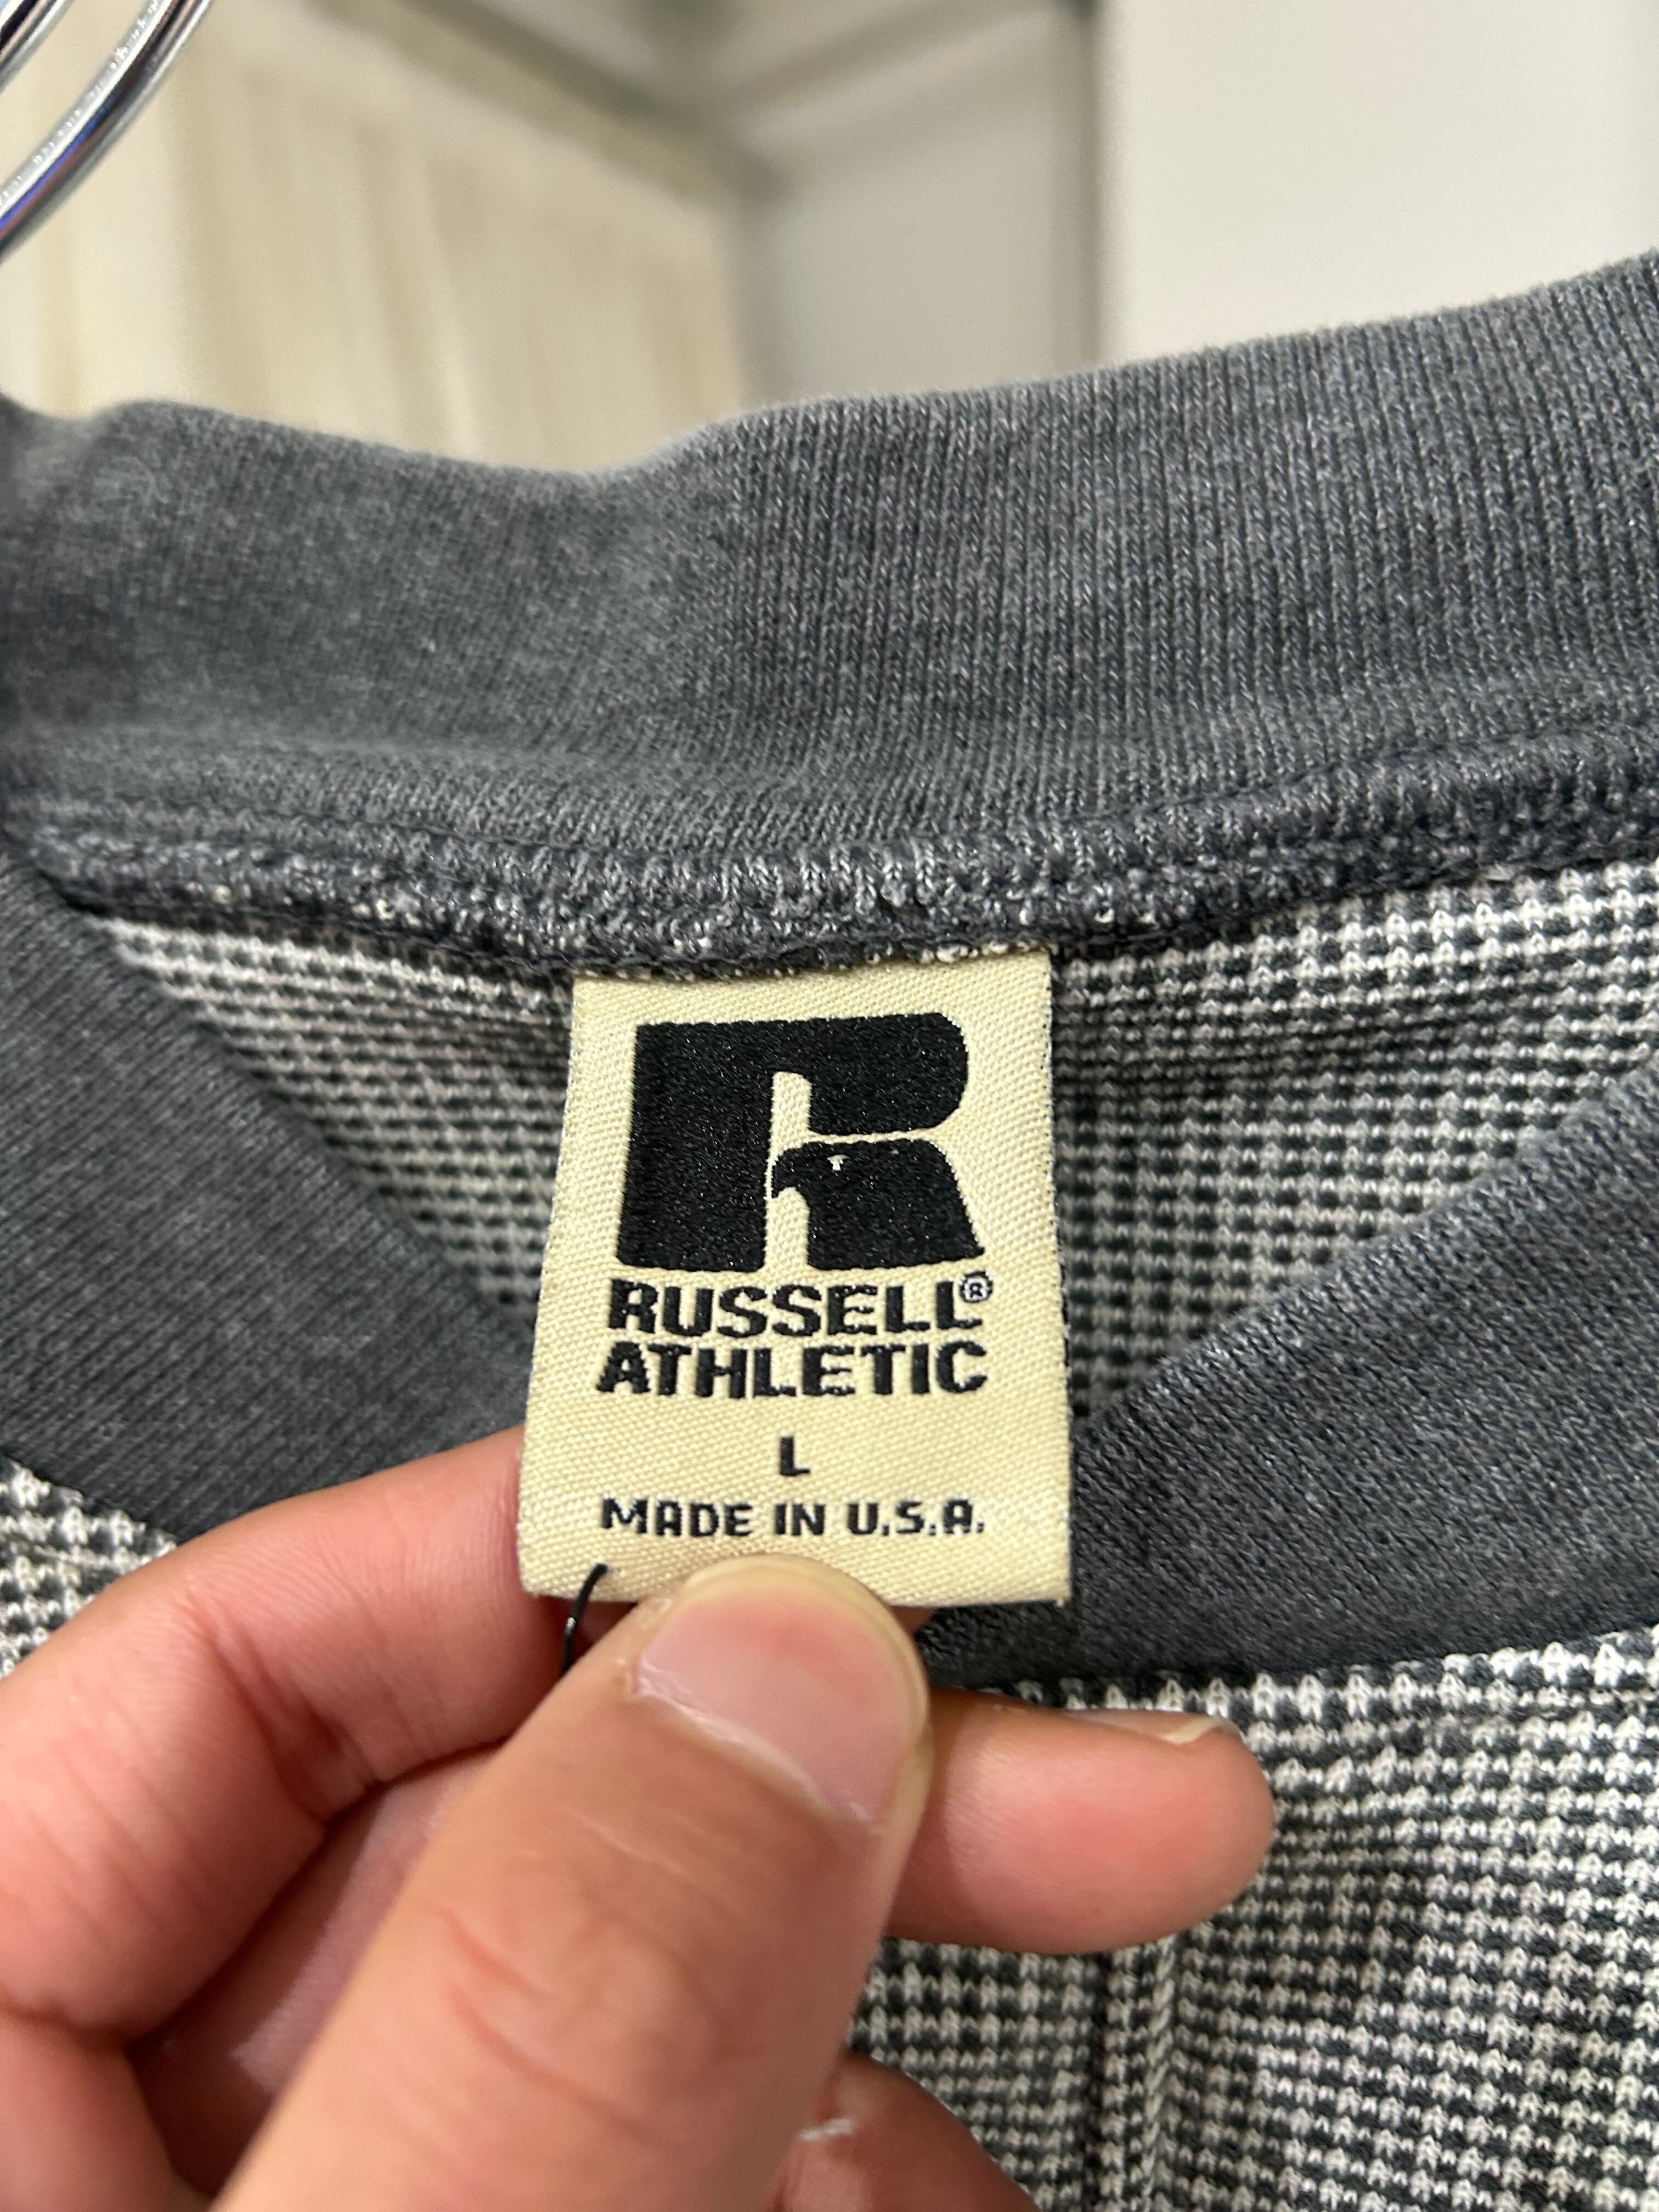 R
RUSSELL®
ATHLETIC
L
MADE IN U.S.A.